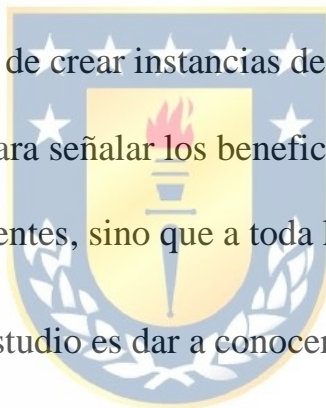 de crear instancias de
ara señalar los benefic
entes, sino que a toda
studio es dar a conocer